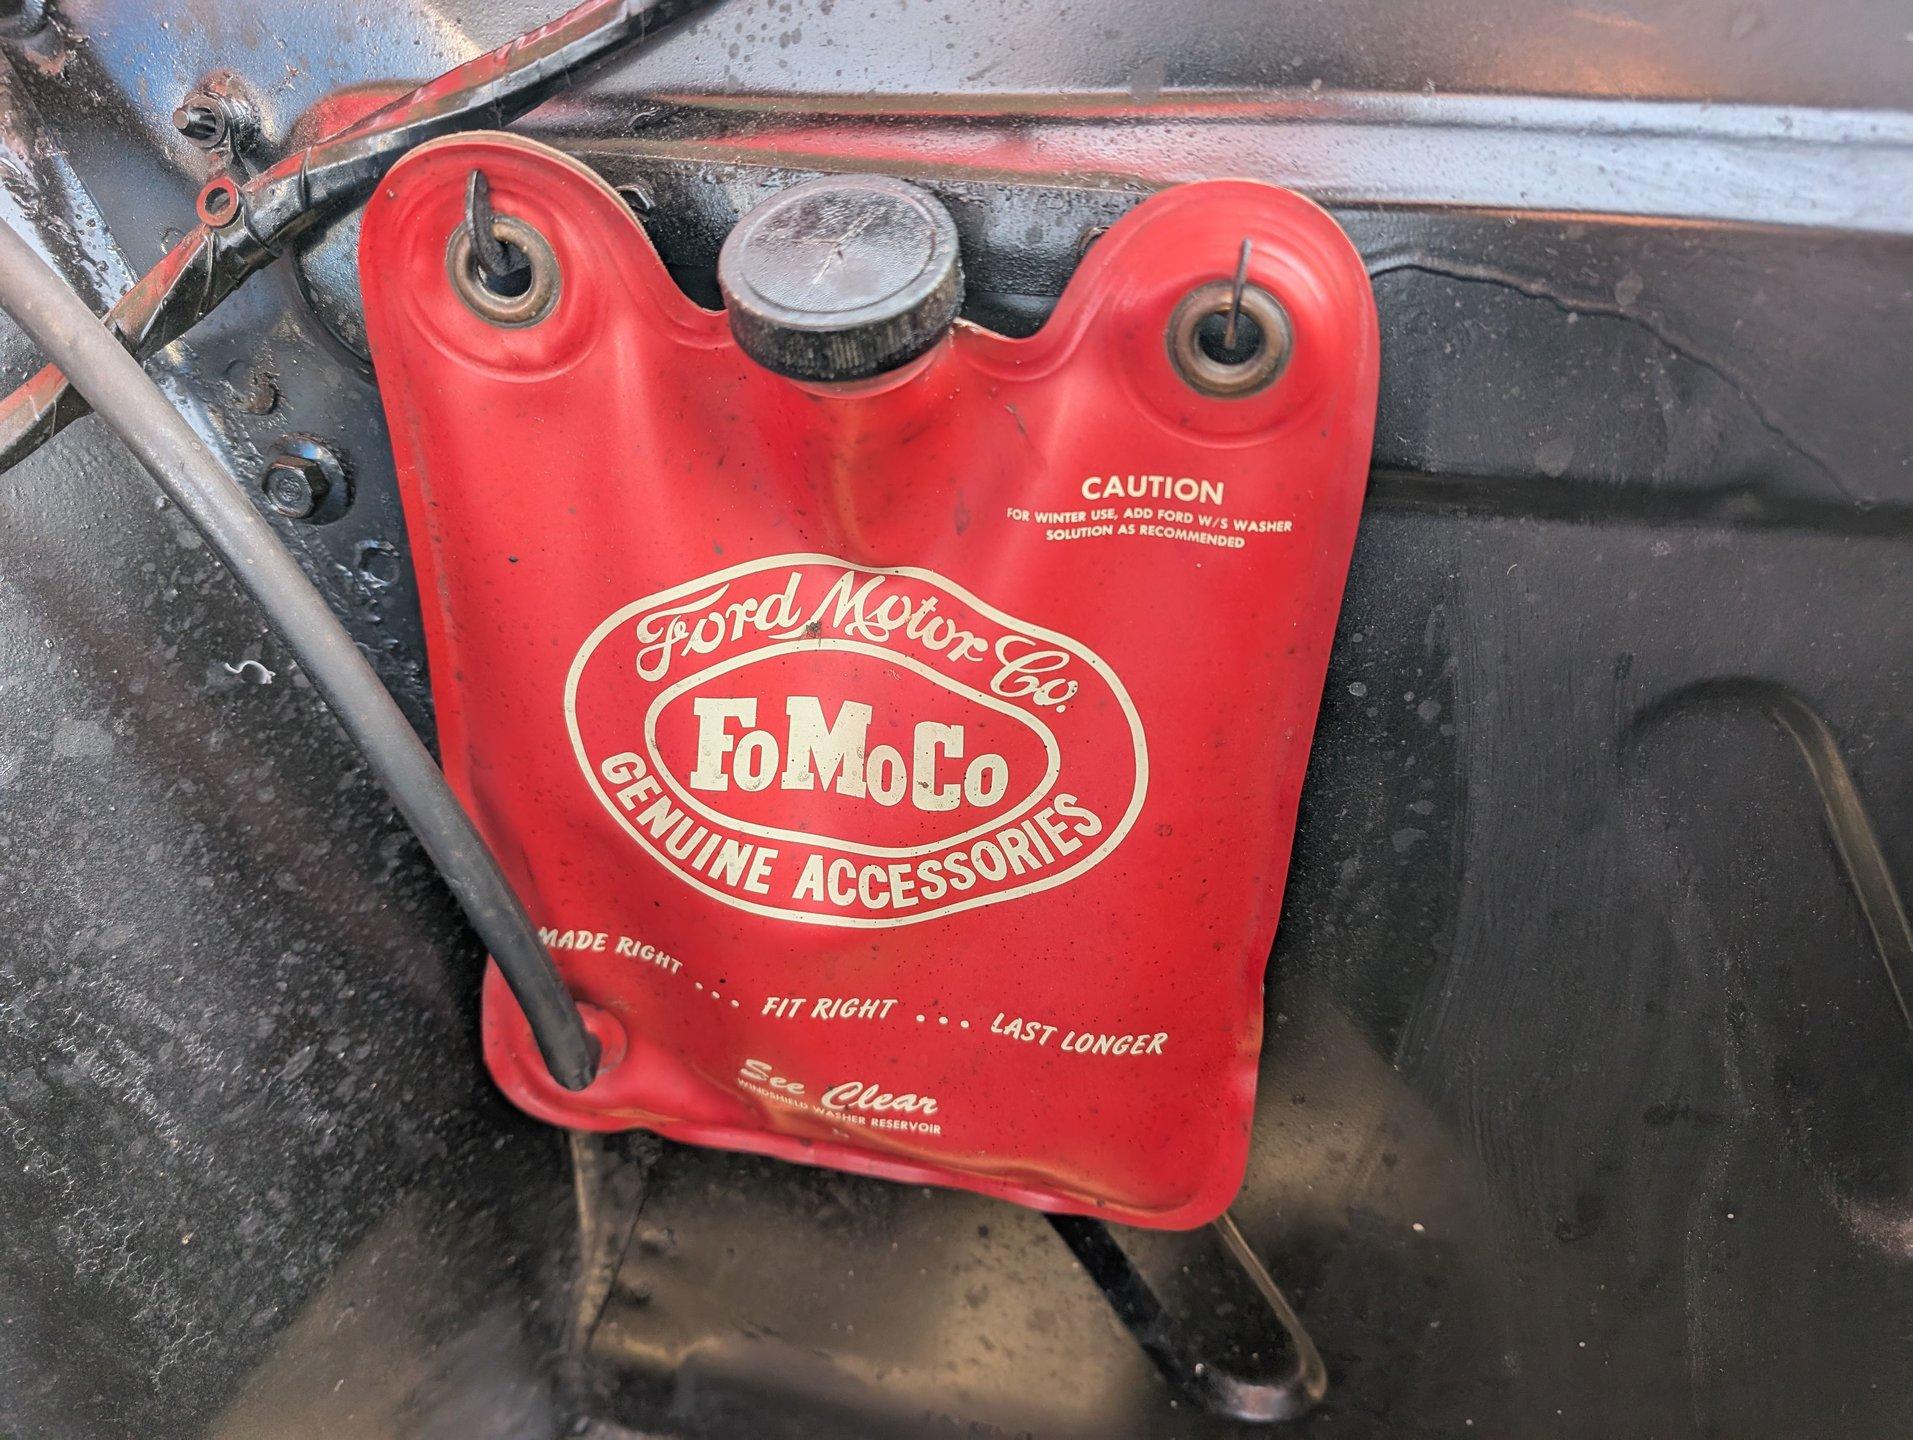 CAUTION
FOR WINTER USE, ADD FORD W/S WASHER
SOLUTION AS RECOMMENDED
Ford Motor Co.
FoMoCo
GENUINE ACCESSORIES
MADE RIGHT ... FIT RIGHT ... LAST LONGER
See Clear
WINDSHIELD WASHER RESERVOIR